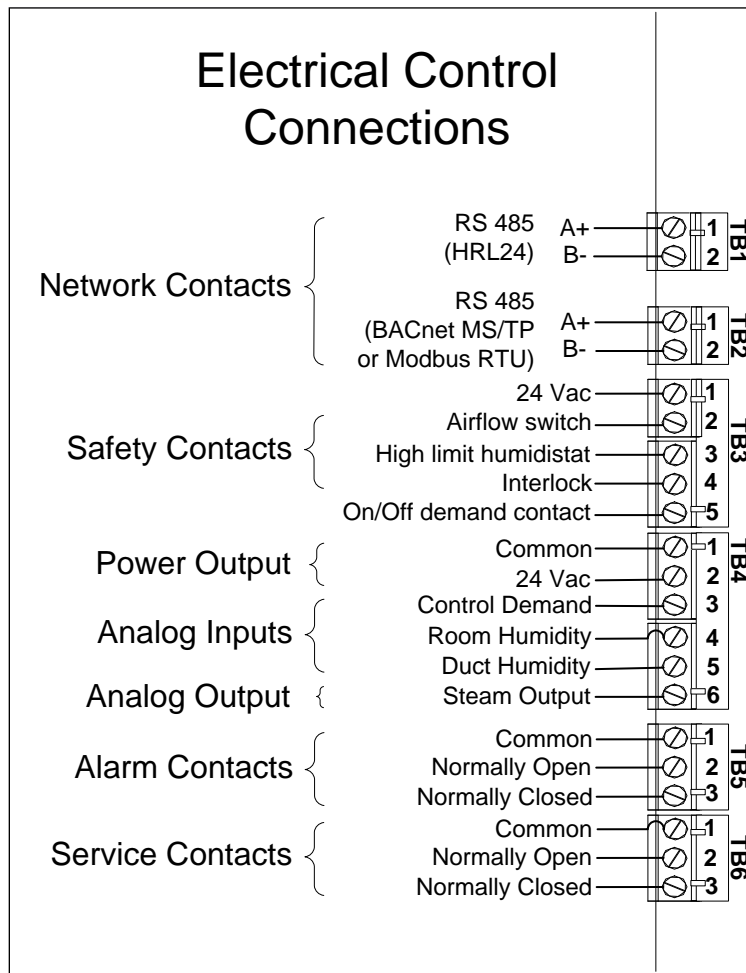 Electrical Control
Connections
Network Contacts
RS 485
(HRL24)
A+
B-
1
2
TB1
RS 485
(BACnet MS/TP
or Modbus RTU)
A+
B-
1
2
TB2
Safety Contacts
24 Vac
Airflow switch
High limit humidistat
Interlock
On/Off demand contact
1
2
3
4
5
TB3
Power Output
Common
24 Vac
Analog Inputs
Control Demand
Room Humidity
Duct Humidity
Analog Output
Steam Output
1
2
3
4
5
6
TB4
Alarm Contacts
Common
Normally Open
Normally Closed
1
2
3
TB5
Service Contacts
Common
Normally Open
Normally Closed
1
2
3
TB6